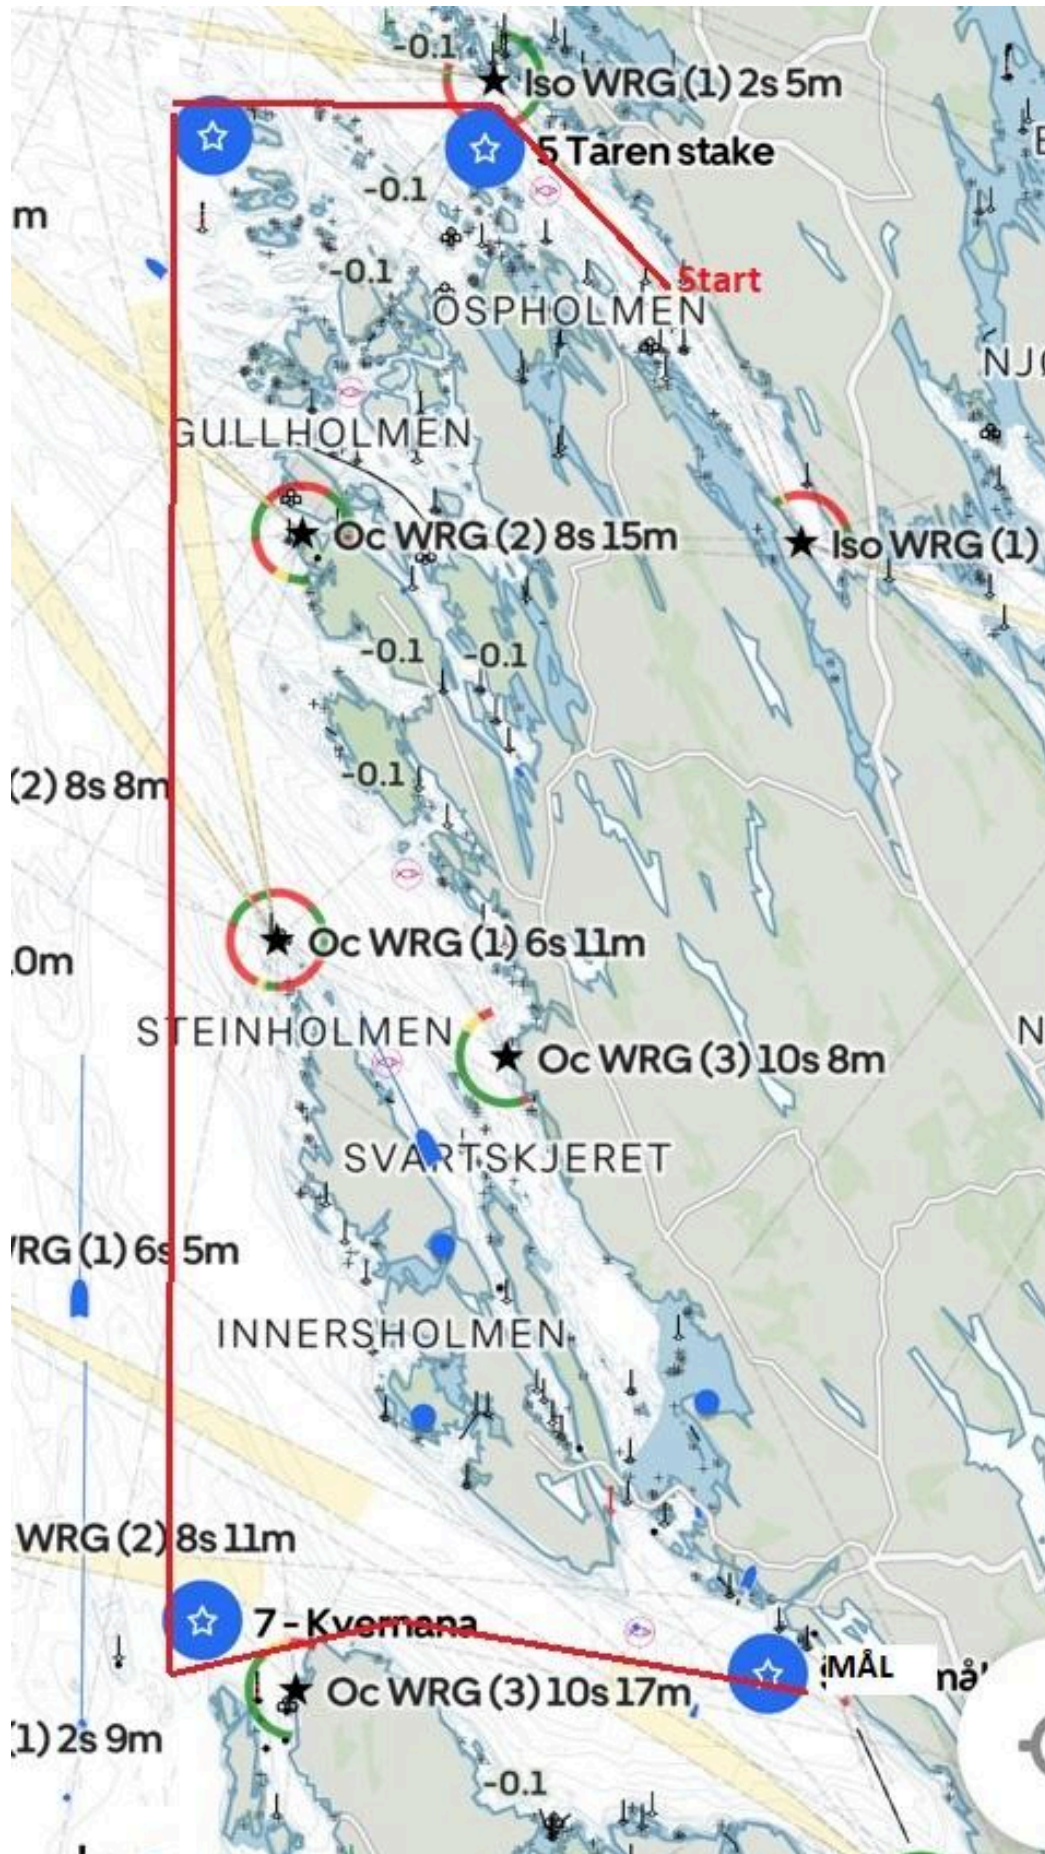 -0.1
Iso WRG (1) 2s 5m
5 Taren stake
-0.1
m
-0.1
Start
OSPHOLMEN
GULLHOLMEN
Oc WRG (2) 8s 15m
Iso WRG (1)
-0.1
-0.1
-0.1
(2) 8s 8m
Oc WRG (1) 6s 11m
.0m
STEINHOLMEN
N
Oc WRG (3) 10s 8m
SVARTSKJERET
RG (1) 6s 5m
INNERSHOLMEN
WRG (2) 8s 11m
7 - Kvernana
MÅL
nål
Oc WRG (3) 10s 17m
(1) 2s 9m
-0.1